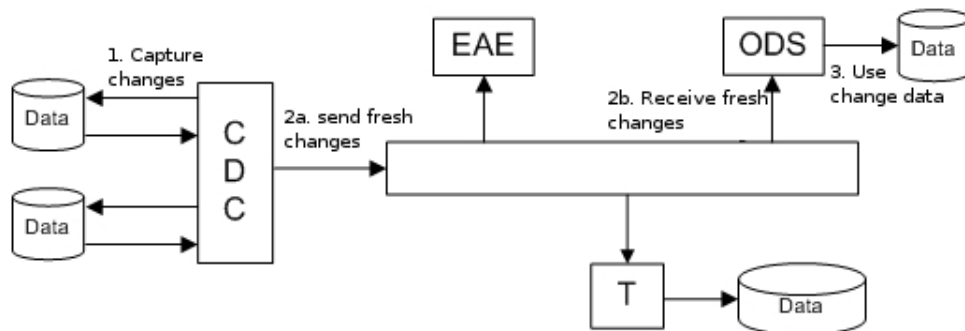 EAE
ODS
Data
1. Capture
changes
3. Use
change data
Data
2a. send fresh
changes
2b. Receive fresh
changes
C
D
C
Data
T
Data